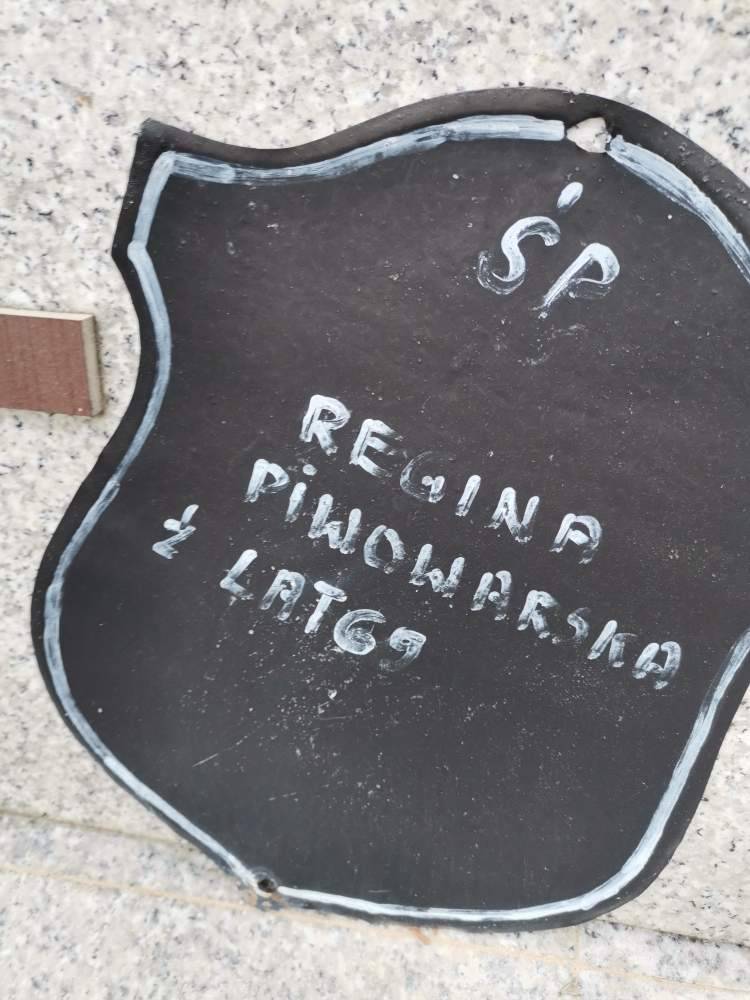 ŚP
REGINA
PIWOWARSKA
Ż LAT69